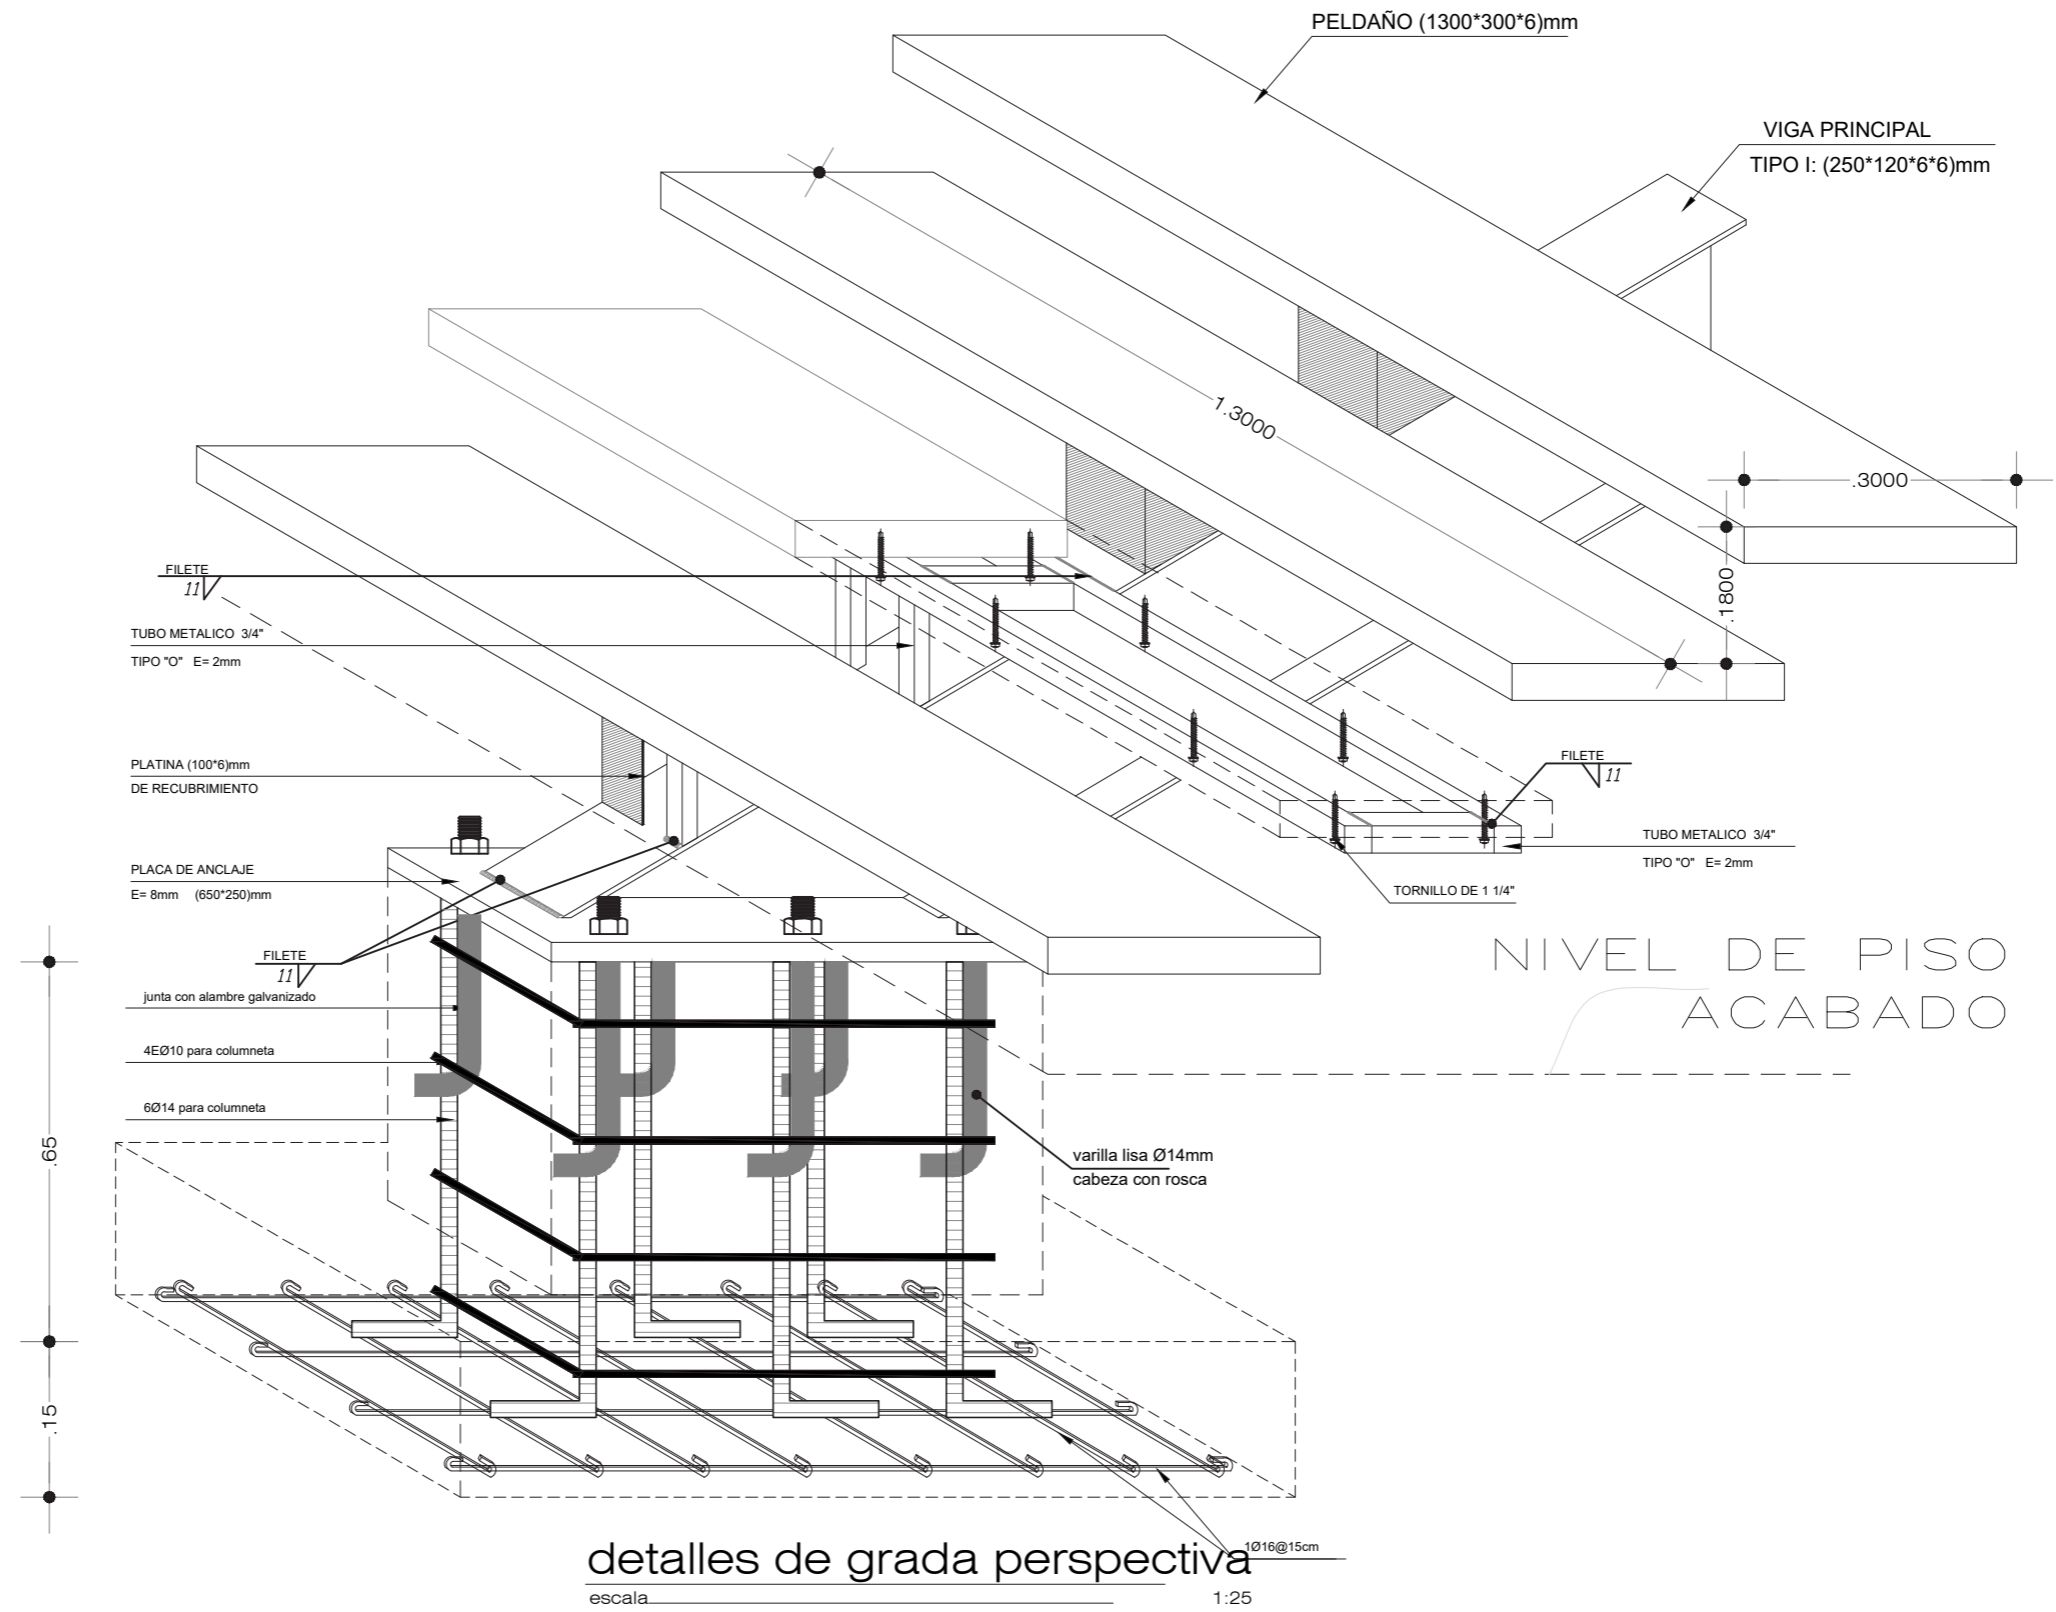 PELDAÑO (1300*300*6)mm
VIGA PRINCIPAL
TIPO I: (250*120*6*6)mm
1.3000
.3000
.1800
FILETE
11
TUBO METALICO 3/4"
TIPO "O" E= 2mm
PLATINA (100*6)mm
DE RECUBRIMIENTO
FILETE
11
TUBO METALICO 3/4"
TIPO "O" E= 2mm
TORNILLO DE 1 1/4"
PLACA DE ANCLAJE
E= 8mm (650*250)mm
FILETE
11
NIVEL DE PISO
ACABADO
junta con alambre galvanizado
4EØ10 para columneta
6Ø14 para columneta
.65
varilla lisa Ø14mm
cabeza con rosca
.15
1Ø16@15cm
detalles de grada perspectiva
escala 1:25